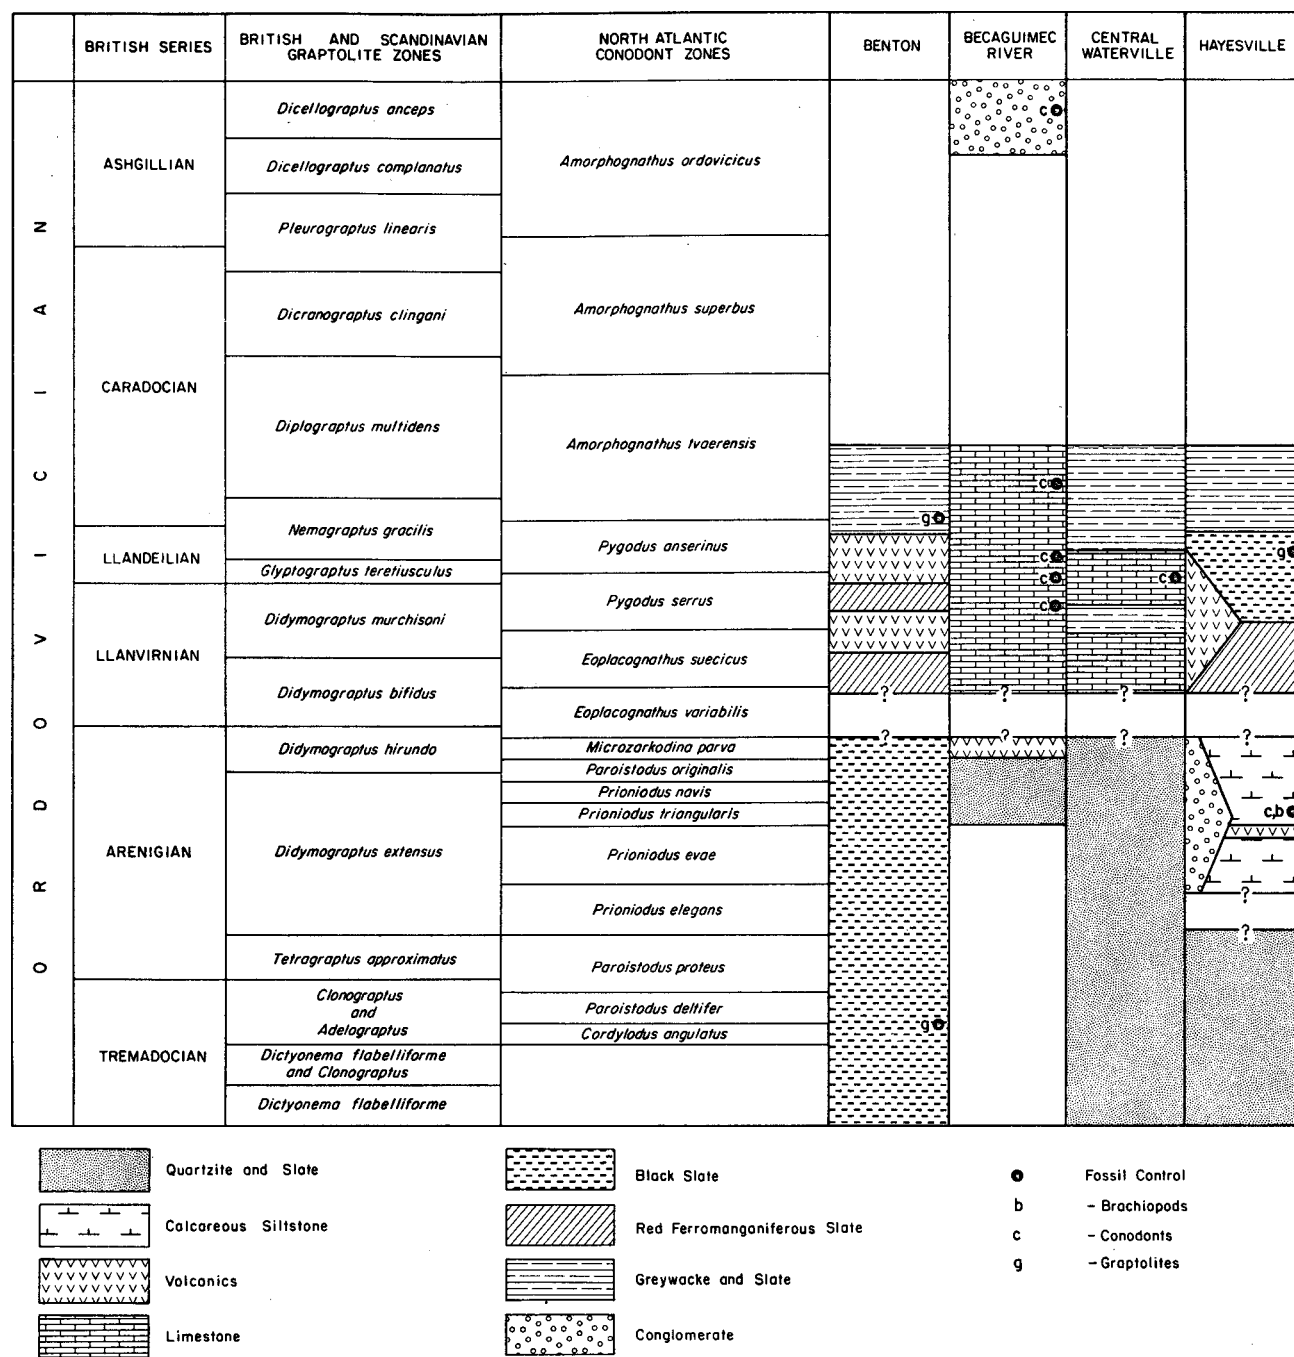 BRITISH SERIES
BRITISH AND SCANDINAVIAN
GRAPTOLITE ZONES
NORTH ATLANTIC
CONODONT ZONES
BENTON
BECAGUIMEC
RIVER
CENTRAL
WATERVILLE
HAYESVILLE
ORDOVICIAN
ASHGILLIAN
CARADOCIAN
LLANDEILIAN
LLANVIRNIAN
ARENIGIAN
TREMADOCIAN
Dicellograptus anceps
Dicellograptus complanatus
Pleurograptus linearis
Dicranograptus clingani
Diplograptus multidens
Nemagraptus gracilis
Glyptograptus teretiusculus
Didymograptus murchisoni
Didymograptus bifidus
Didymograptus hirundo
Didymograptus extensus
Tetragraptus approximatus
Clonograptus
and
Adelograptus
Dictyonema flabelliforme
and Clonograptus
Dictyonema flabelliforme
Amorphognathus ordovicicus
Amorphognathus superbus
Amorphognathus tvaerensis
Pygodus anserinus
Pygodus serrus
Eoplacognathus suecicus
Eoplacognathus variabilis
Microzarkodina parva
Paroistodus originalis
Prioniodus navis
Prioniodus triangularis
Prioniodus evae
Prioniodus elegans
Paroistodus proteus
Paroistodus deltifer
Cordylodus angulatus
g
?
?
g
c
c
c
c
c
?
?
c
?
?
g
?
?
c,b
?
?
Quartzite and Slate
Calcareous Siltstone
Volcanics
Limestone
Black Slate
Red Ferromanganiferous Slate
Greywacke and Slate
Conglomerate
Fossil Control
b - Brachiopods
c - Conodonts
g - Graptolites